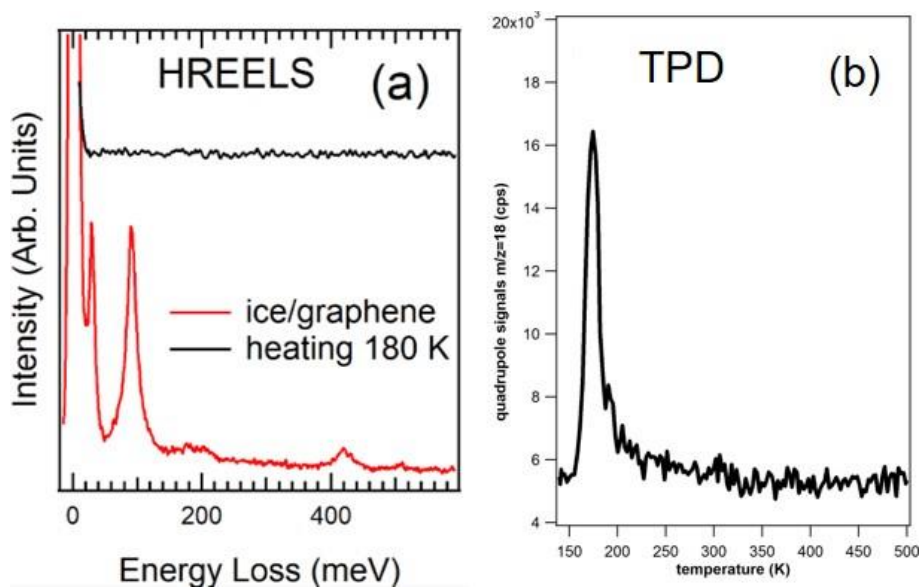 HREELS
(a)
Intensity (Arb. Units)
ice/graphene
heating 180 K
0
200
400
Energy Loss (meV)
20x10³
TPD
(b)
18
16
14
12
10
8
6
4
quadrupole signals m/z=18 (cps)
150
200
250
300
350
400
450
500
temperature (K)